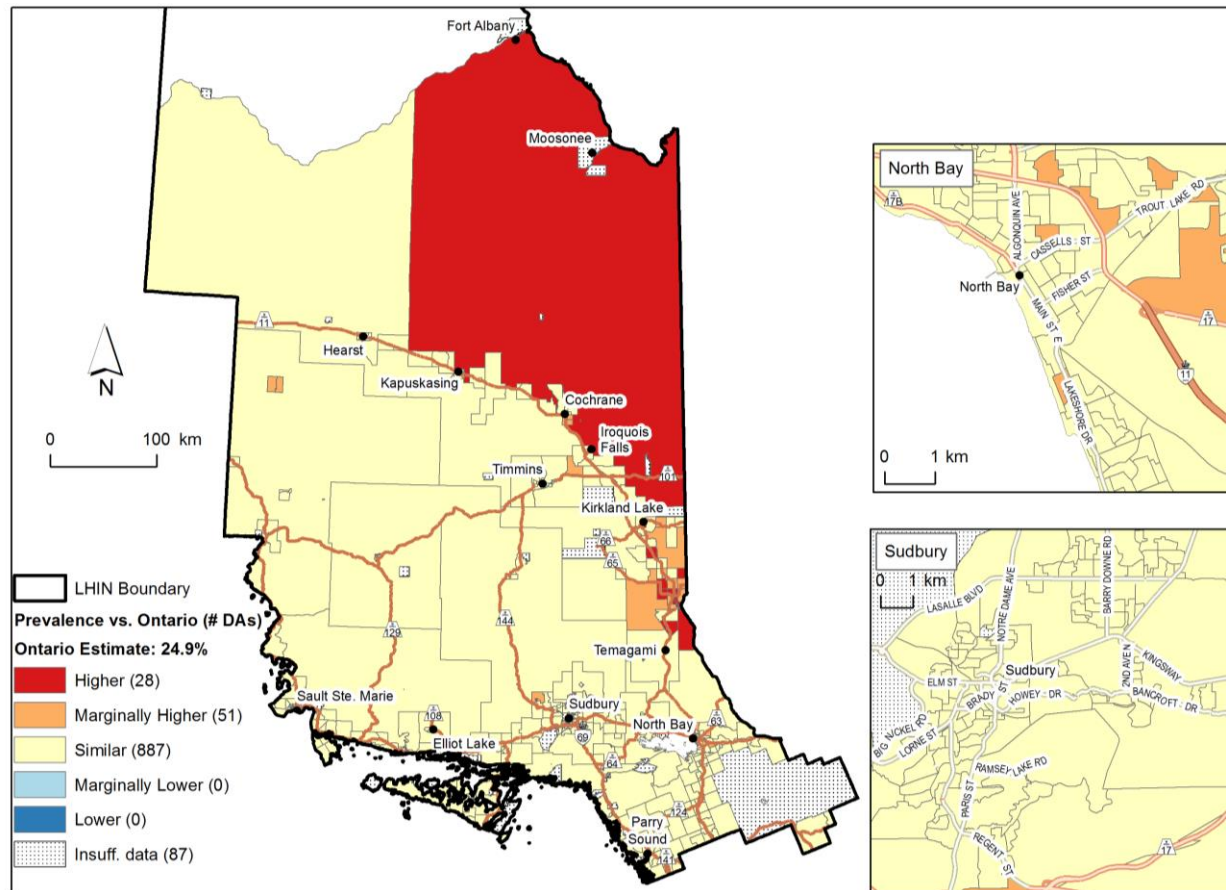 Fort Albany
Moosonee
11
Hearst
Kapuskasing
Cochrane
Iroquois
Falls
Timmins
101
Kirkland Lake
66
65
N
0 100 km
129
144
Temagami
Sault Ste. Marie
108
Elliot Lake
Sudbury
69
North Bay
63
64
124
Parry
Sound
141
LHIN Boundary
Prevalence vs. Ontario (# DAs)
Ontario Estimate: 24.9%
Higher (28)
Marginally Higher (51)
Similar (887)
Marginally Lower (0)
Lower (0)
Insuff. data (87)
North Bay
17B
ALGONQUIN AVE
TROUT LAKE RD
CASSELLS ST
North Bay
FISHER ST
MAIN ST E
17
11
LAKESHORE DR
0 1 km
Sudbury
0 1 km
LASALLE BLVD
NOTRE DAME AVE
BARRY DOWNE RD
Sudbury
ELM ST
BRADY ST
HOWEY DR
2ND AVE N
KINGSWAY
BANCROFT DR
BIG NICKEL RD
LORNE ST
RAMSEY LAKE RD
PARIS ST
REGENT ST
17